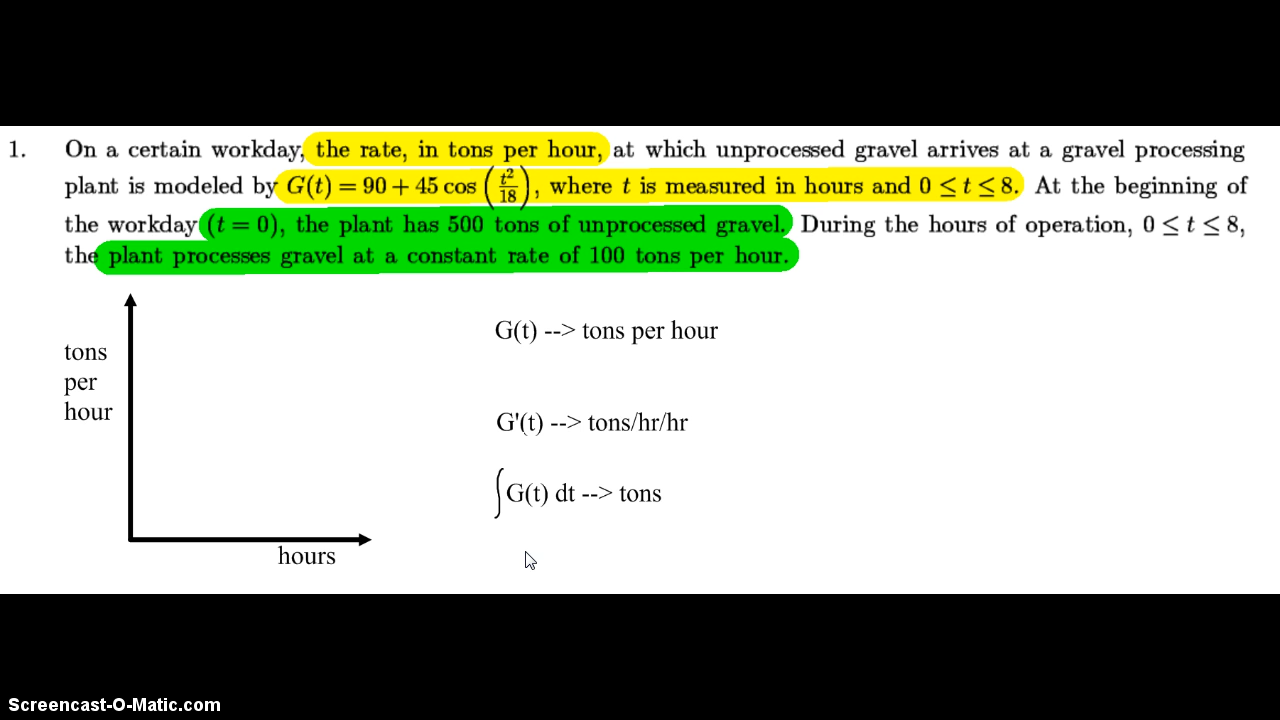 1. On a certain workday, the rate, in tons per hour, at which unprocessed gravel arrives at a gravel processing
plant is modeled by G(t) = 90 + 45 cos (t²/18), where t is measured in hours and 0 ≤ t ≤ 8. At the beginning of
the workday (t = 0), the plant has 500 tons of unprocessed gravel. During the hours of operation, 0 ≤ t ≤ 8,
the plant processes gravel at a constant rate of 100 tons per hour.
tons
per
hour
hours
G(t) --> tons per hour
G'(t) --> tons/hr/hr
∫G(t) dt --> tons
Screencast-O-Matic.com